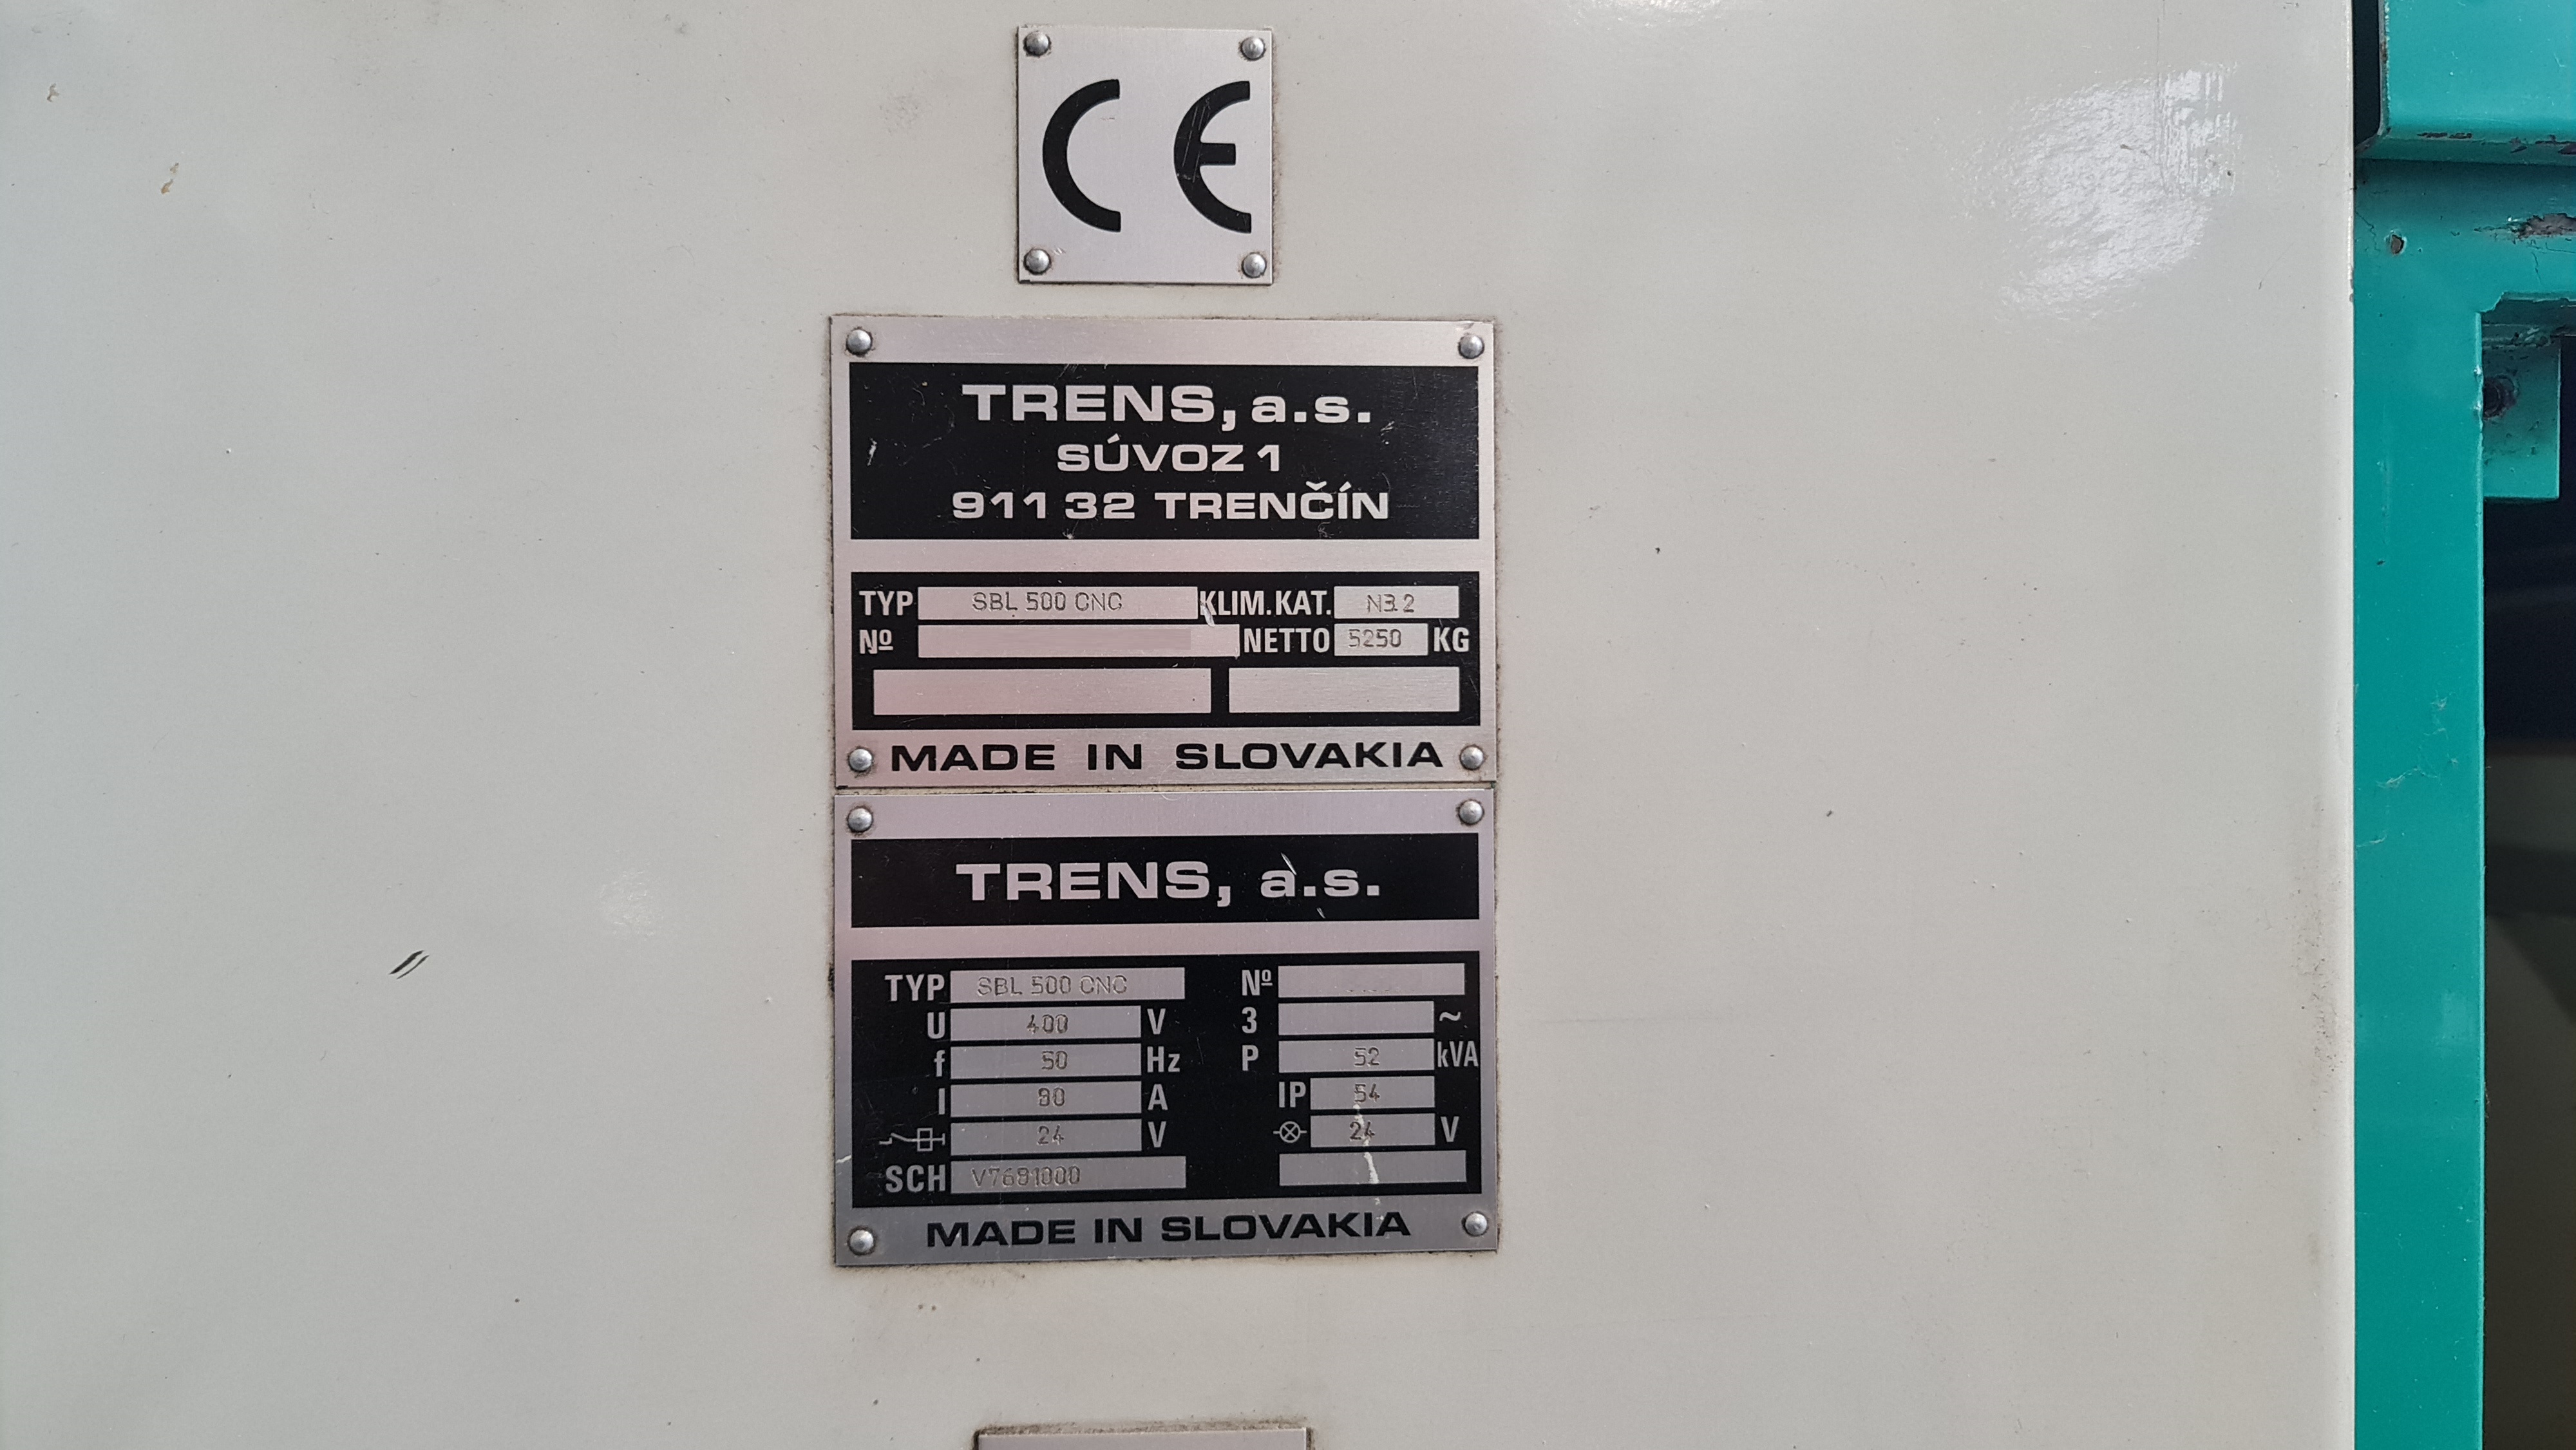 CE
TRENS, a.s.
SÚVOZ 1
911 32 TRENČÍN
TYP SBL 500 CNC KLIM.KAT. N3.2
Nº NETTO 5250 KG
MADE IN SLOVAKIA
TRENS, a.s.
TYP SBL 500 CNC Nº
U 400 V 3 ~
f 50 Hz P 52 kVA
I A IP 54
24 V 24 V
SCH
MADE IN SLOVAKIA